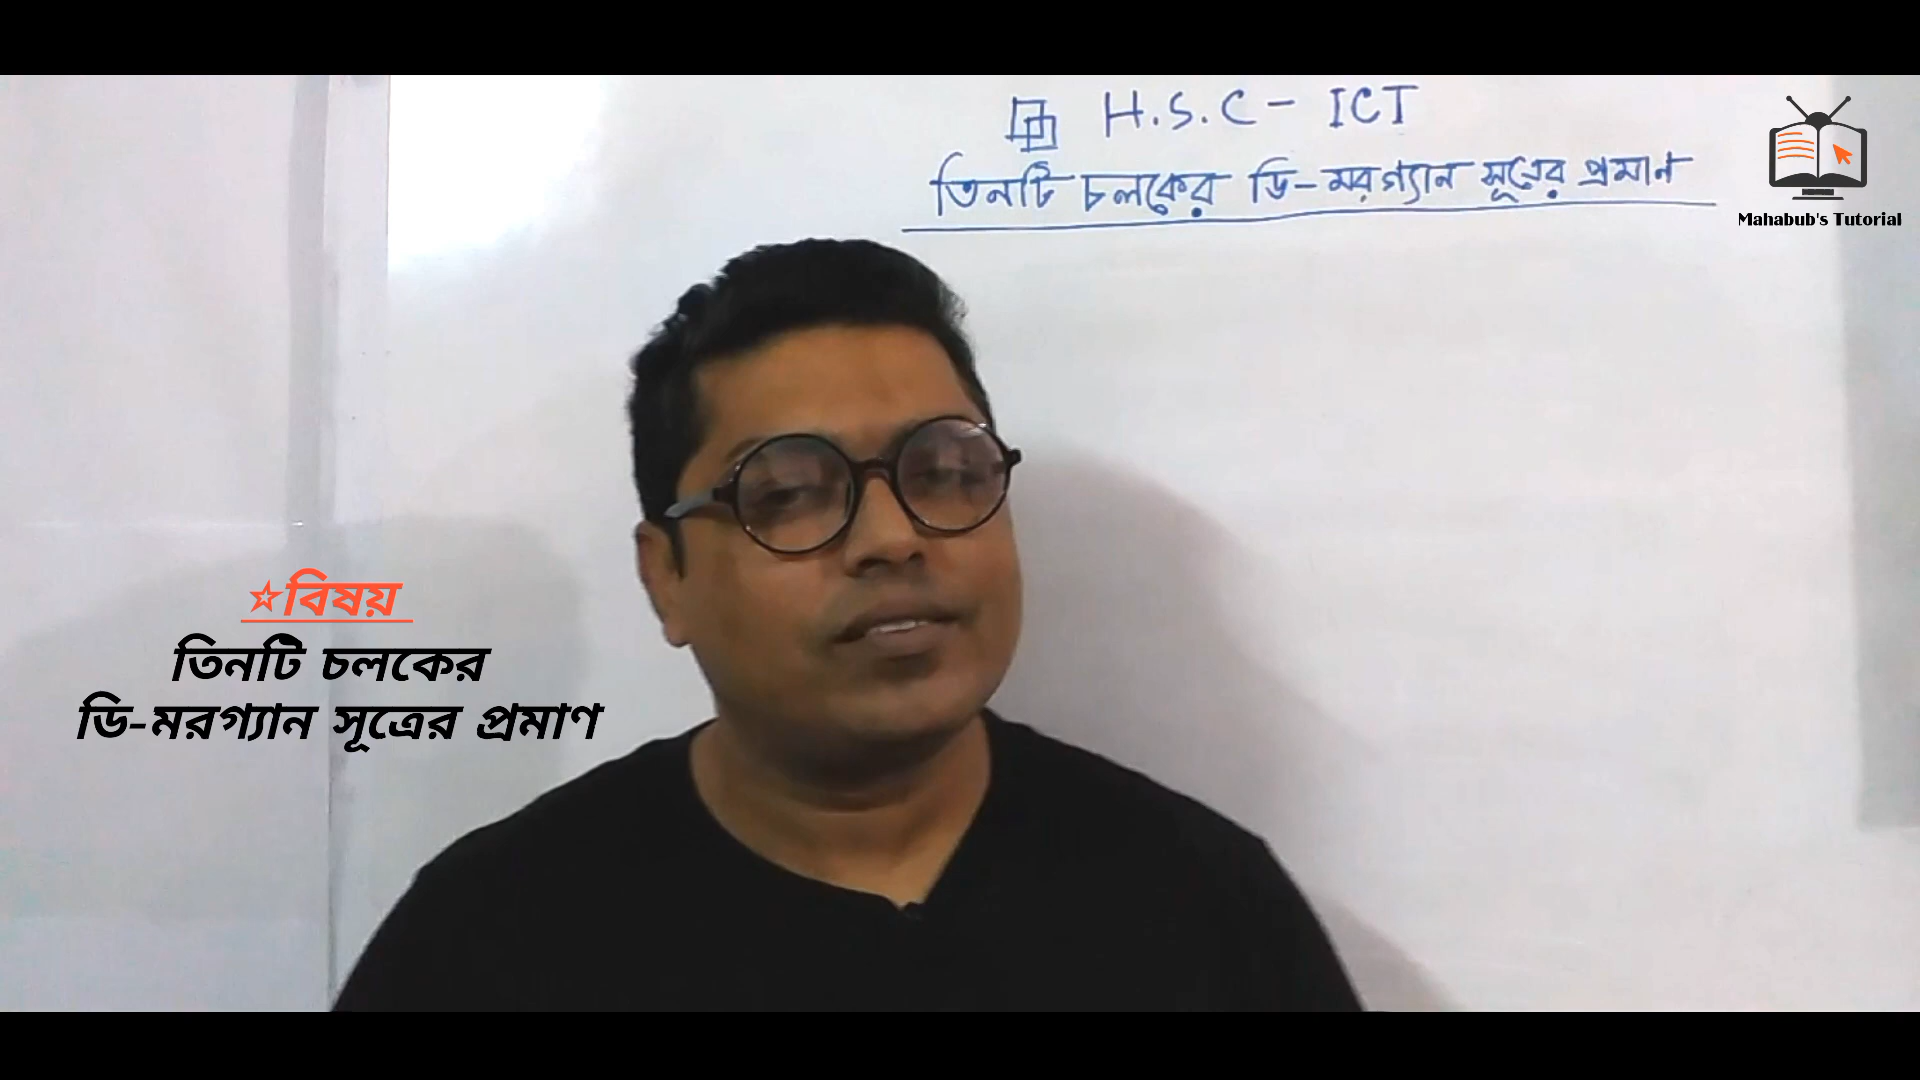 H.S.C - ICT
তিনটি চলকের ডি-মরগ্যান সূত্রের প্রমান
Mahabub's Tutorial
☆বিষয়
তিনটি চলকের
ডি-মরগ্যান সূত্রের প্রমাণ